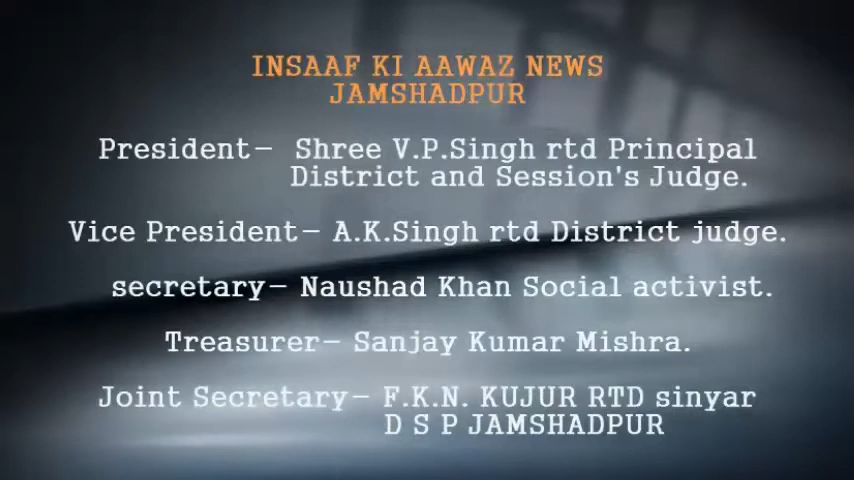 INSAAF KI AAWAZ NEWS
JAMSHADPUR
President- Shree V.P.Singh rtd Principal
District and Session's Judge.
Vice President- A.K.Singh rtd District judge.
secretary- Naushad Khan Social activist.
Treasurer- Sanjay Kumar Mishra.
Joint Secretary- F.K.N. KUJUR RTD sinyar
D S P JAMSHADPUR